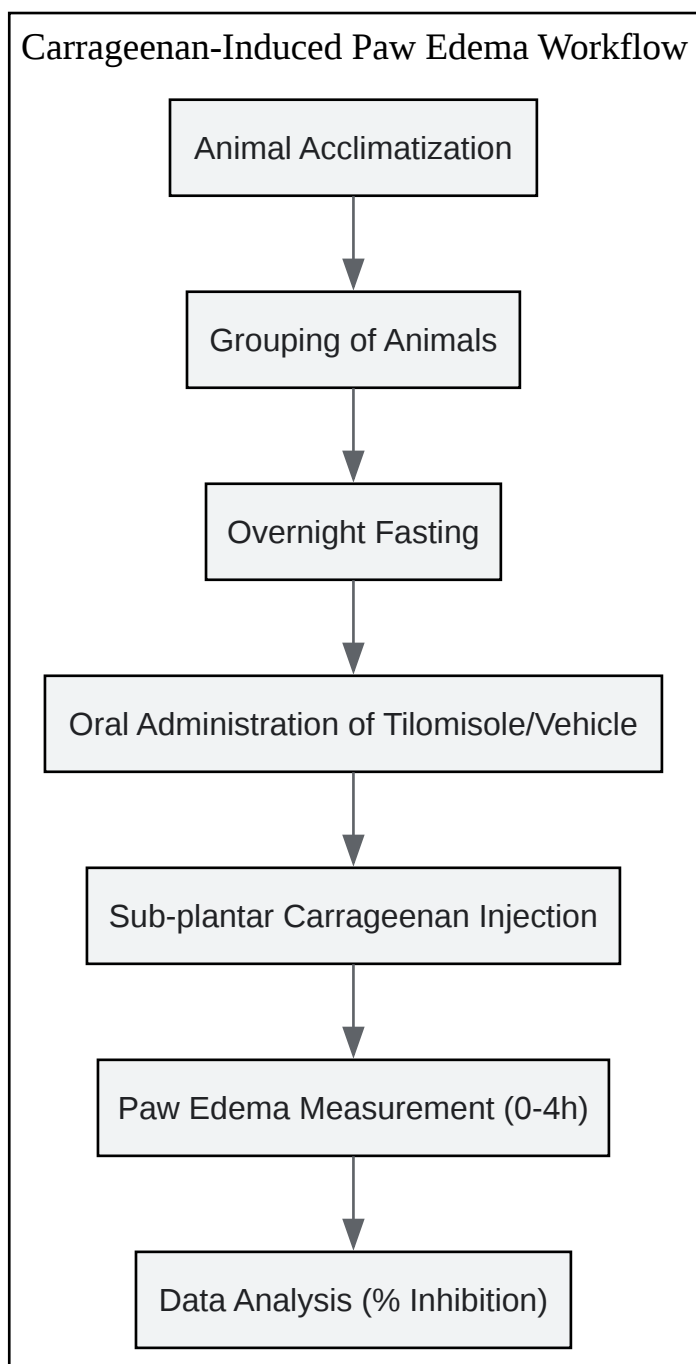 Carrageenan-Induced Paw Edema Workflow
Animal Acclimatization
Grouping of Animals
Overnight Fasting
Oral Administration of Tilomisole/Vehicle
Sub-plantar Carrageenan Injection
Paw Edema Measurement (0-4h)
Data Analysis (% Inhibition)